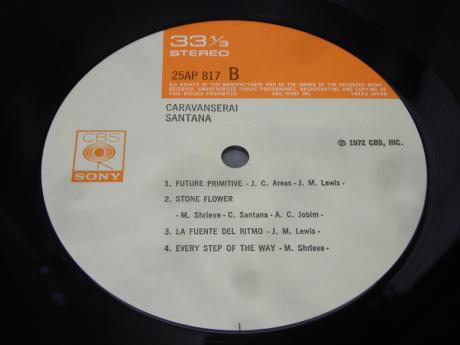 33 1/3
STEREO
25AP 817 B
ALL RIGHTS OF THE MANUFACTURER AND OF THE OWNER OF THE RECORDED WORK
RESERVED. UNAUTHORIZED PUBLIC PERFORMANCE, BROADCASTING AND COPYING OF
THIS RECORD PROHIBITED. CBS/SONY INC. TOKYO JAPAN.
CARAVANSERAI
SANTANA
CBS
SONY
℗ 1972 CBS, INC.
1. FUTURE PRIMITIVE - J. C. Areas - J. M. Lewis -
2. STONE FLOWER
- M. Shrieve - C. Santana - A. C. Jobim -
3. LA FUENTE DEL RITMO - J. M. Lewis -
4. EVERY STEP OF THE WAY - M. Shrieve -